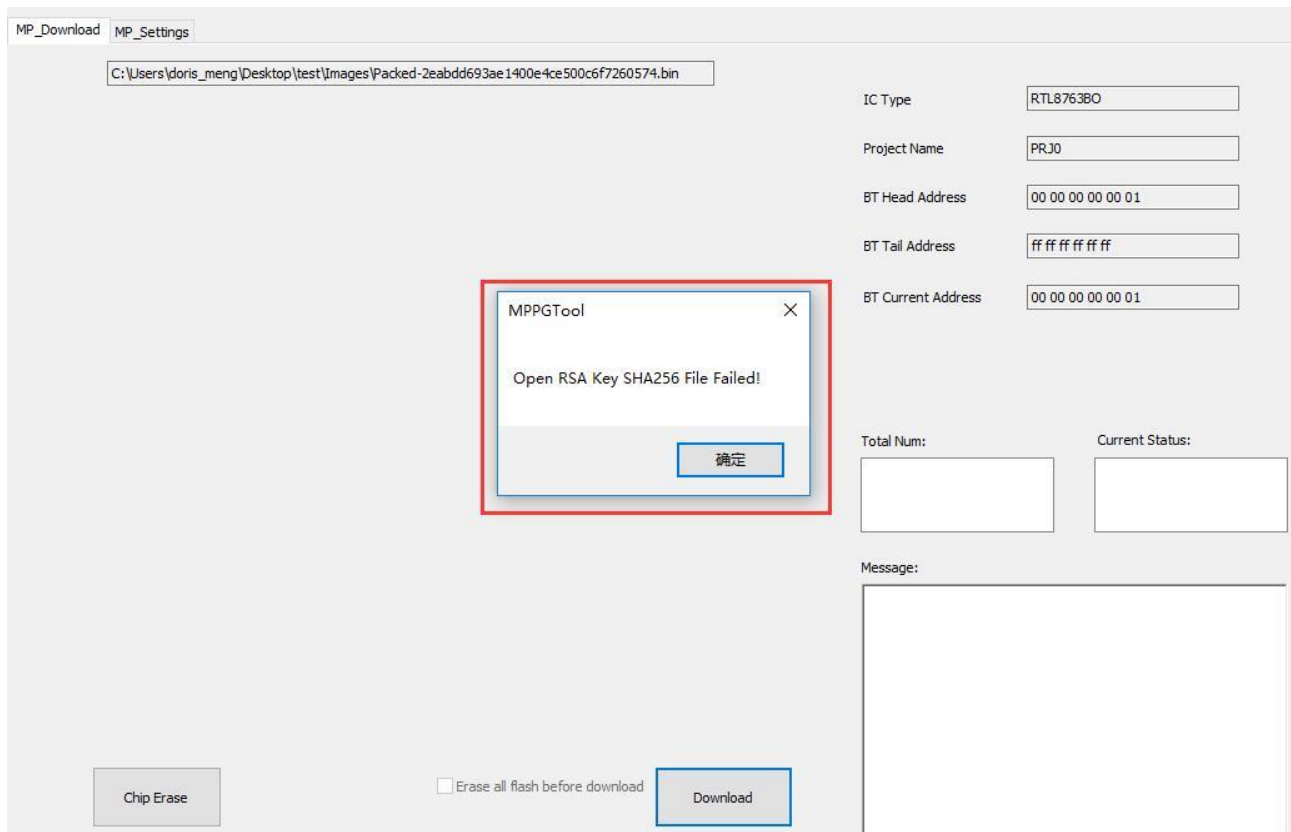 MP_Download MP_Settings
C:\Users\doris_meng\Desktop\test\Images\Packed-2eabdd693ae1400e4ce500c6f7260574.bin
IC Type RTL8763BO
Project Name PRJ0
BT Head Address 00 00 00 00 00 01
BT Tail Address ff ff ff ff ff ff
BT Current Address 00 00 00 00 00 01
MPPGTool
Open RSA Key SHA256 File Failed!
确定
Total Num: Current Status:
Message:
Chip Erase
Erase all flash before download
Download